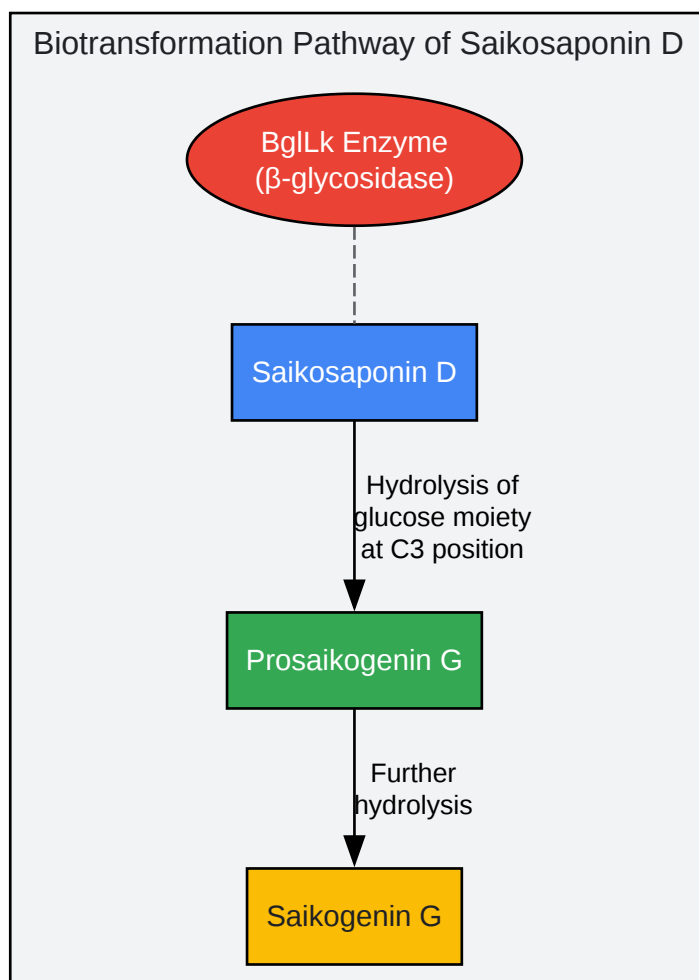 Biotransformation Pathway of Saikosaponin D
BglLk Enzyme
(β-glycosidase)
Saikosaponin D
Hydrolysis of
glucose moiety
at C3 position
Prosaikogenin G
Further
hydrolysis
Saikogenin G